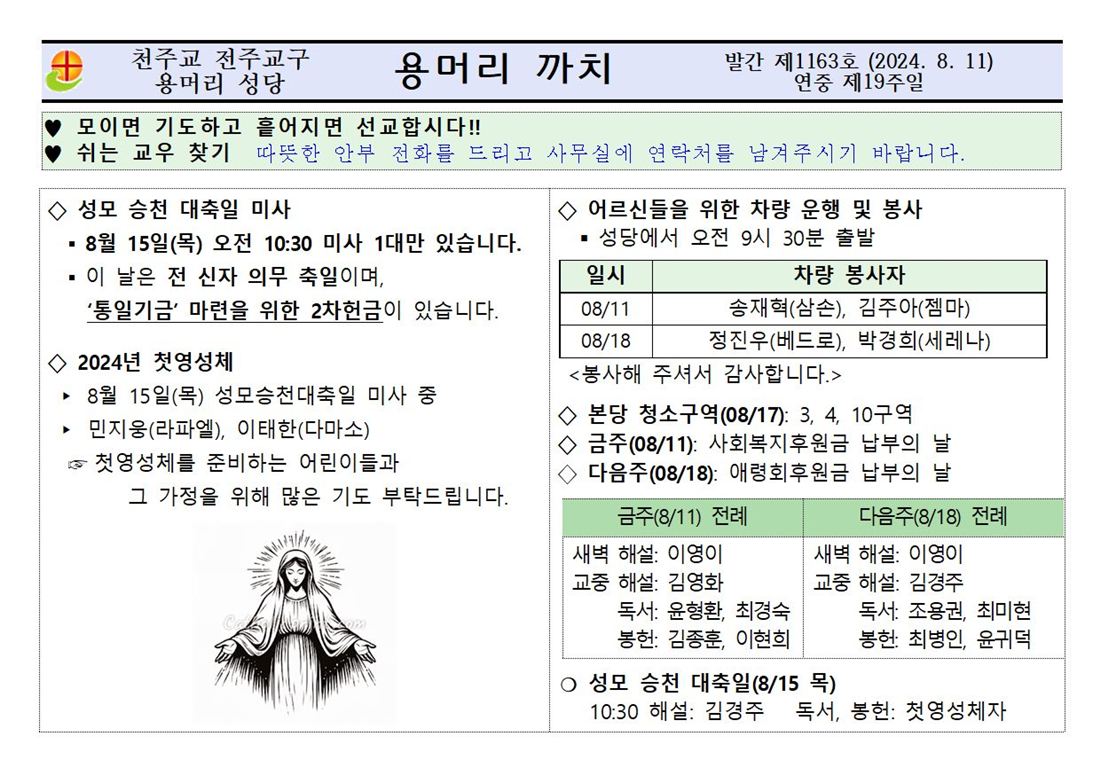 천주교 전주교구
용머리 성당
용머리 까치
발간 제1163호 (2024. 8. 11)
연중 제19주일
♥ 모이면 기도하고 흩어지면 선교합시다!!
♥ 쉬는 교우 찾기 따뜻한 안부 전화를 드리고 사무실에 연락처를 남겨주시기 바랍니다.
◇ 성모 승천 대축일 미사
▪ 8월 15일(목) 오전 10:30 미사 1대만 있습니다.
▪ 이 날은 전 신자 의무 축일이며,
‘통일기금’ 마련을 위한 2차헌금이 있습니다.
◇ 2024년 첫영성체
▸ 8월 15일(목) 성모승천대축일 미사 중
▸ 민지웅(라파엘), 이태한(다마소)
☞ 첫영성체를 준비하는 어린이들과
그 가정을 위해 많은 기도 부탁드립니다.
◇ 어르신들을 위한 차량 운행 및 봉사
▪ 성당에서 오전 9시 30분 출발
일시 차량 봉사자
08/11 송재혁(삼손), 김주아(젬마)
08/18 정진우(베드로), 박경희(세레나)
<봉사해 주셔서 감사합니다.>
◇ 본당 청소구역(08/17): 3, 4, 10구역
◇ 금주(08/11): 사회복지후원금 납부의 날
◇ 다음주(08/18): 애령회후원금 납부의 날
금주(8/11) 전례 다음주(8/18) 전례
새벽 해설: 이영이 새벽 해설: 이영이
교중 해설: 김영화 교중 해설: 김경주
독서: 윤형환, 최경숙 독서: 조용권, 최미현
봉헌: 김종훈, 이현희 봉헌: 최병인, 윤귀덕
❍ 성모 승천 대축일(8/15 목)
10:30 해설: 김경주 독서, 봉헌: 첫영성체자